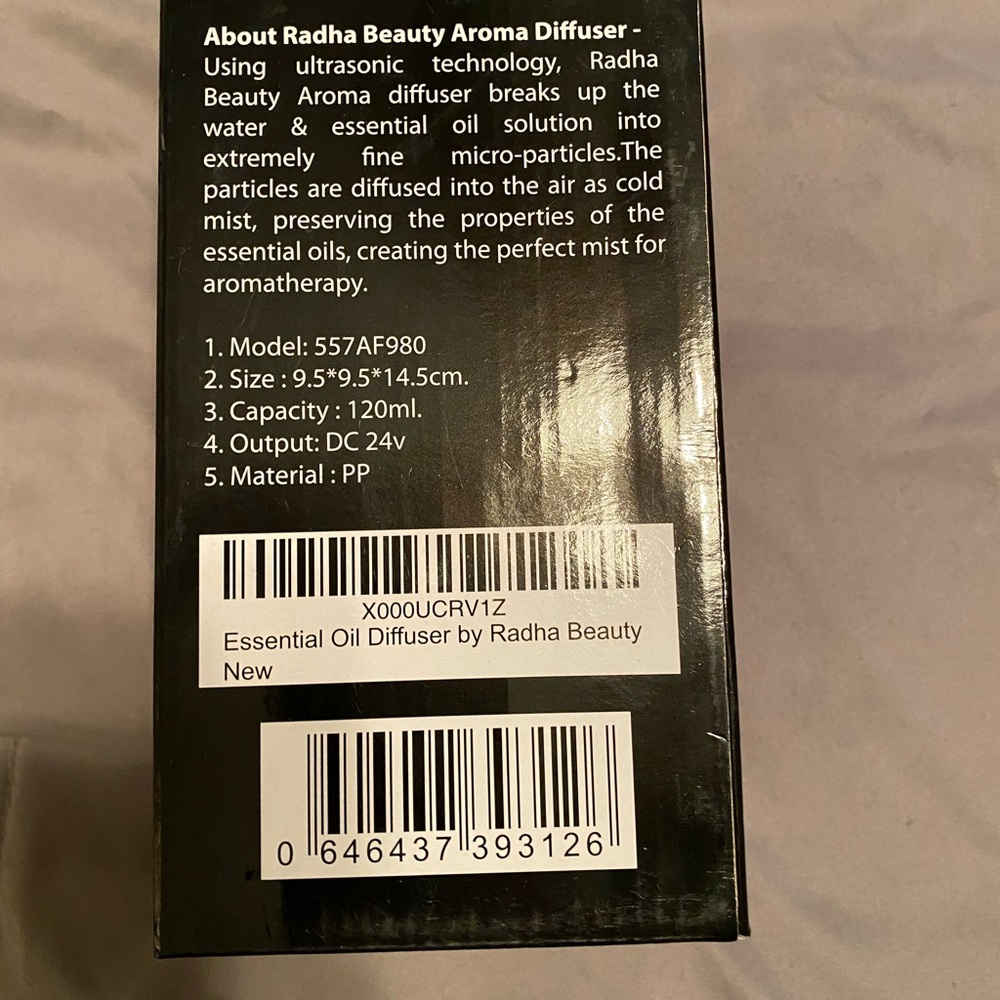 About Radha Beauty Aroma Diffuser -
Using ultrasonic technology, Radha
Beauty Aroma diffuser breaks up the
water & essential oil solution into
extremely fine micro-particles.The
particles are diffused into the air as cold
mist, preserving the properties of the
essential oils, creating the perfect mist for
aromatherapy.
1. Model: 557AF980
2. Size : 9.5*9.5*14.5cm.
3. Capacity : 120ml.
4. Output: DC 24v
5. Material : PP
X000UCRV1Z
Essential Oil Diffuser by Radha Beauty
New
0 646437 393126